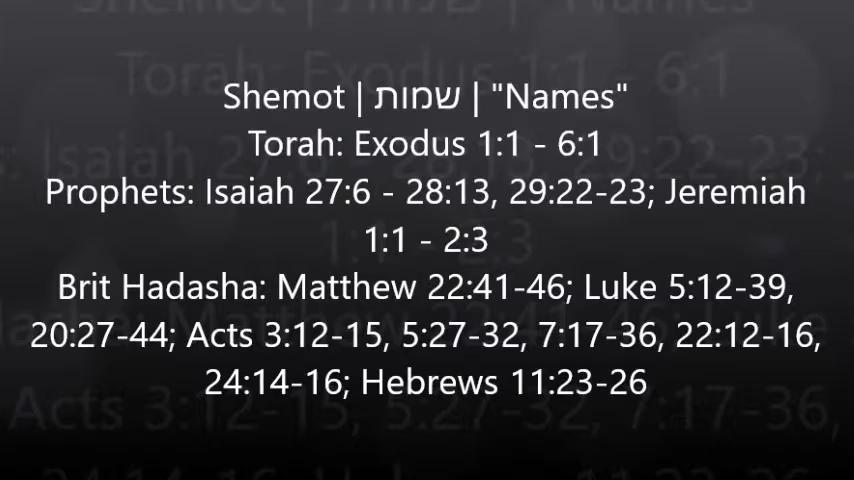 Shemot | שמות | "Names"
Torah: Exodus 1:1 - 6:1
Prophets: Isaiah 27:6 - 28:13, 29:22-23; Jeremiah
1:1 - 2:3
Brit Hadasha: Matthew 22:41-46; Luke 5:12-39,
20:27-44; Acts 3:12-15, 5:27-32, 7:17-36, 22:12-16,
24:14-16; Hebrews 11:23-26